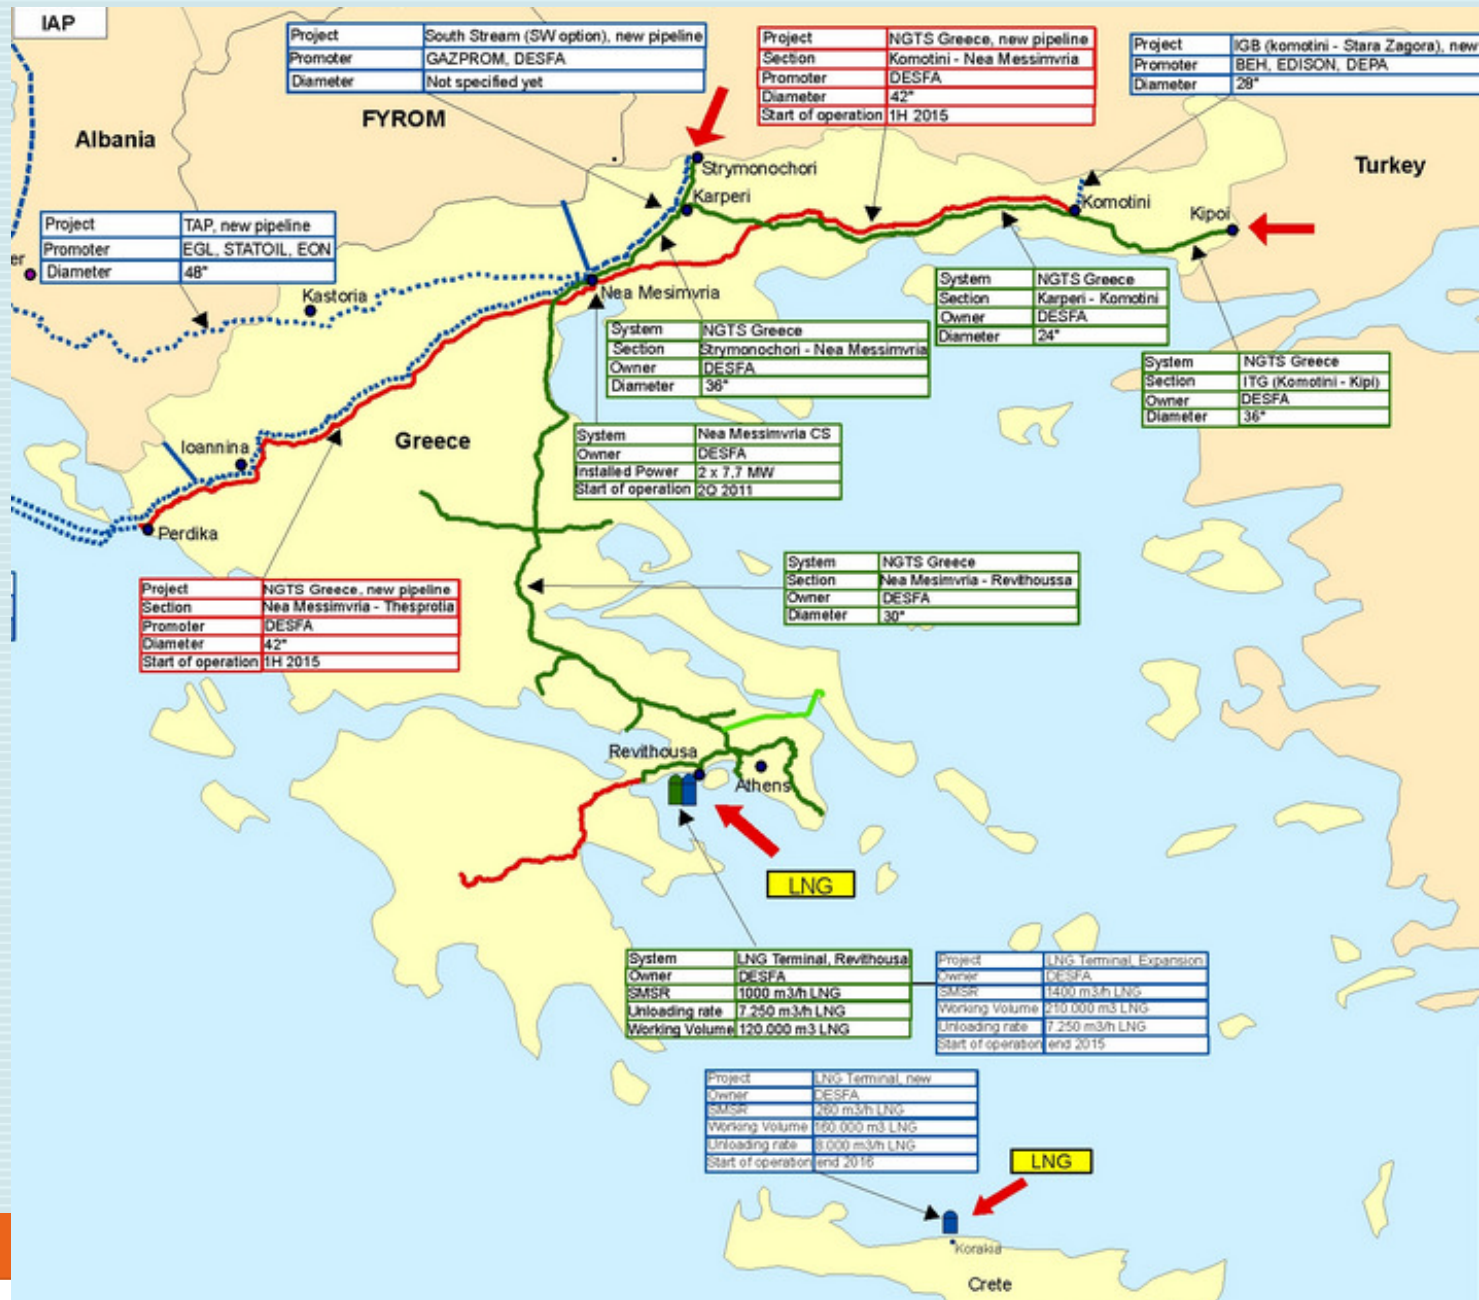 IAP
Project South Stream (SW option), new pipeline
Promoter GAZPROM, DESFA
Diameter Not specified yet
Project NGTS Greece, new pipeline
Section Komotini - Nea Messimvria
Promoter DESFA
Diameter 42"
Start of operation 1H 2015
Project IGB (komotini - Stara Zagora), new
Promoter BEH, EDISON, DEPA
Diameter 28"
FYROM
Albania
Turkey
Strymonochori
Karperi
Komotini
Kipoi
Project TAP, new pipeline
Promoter EGL, STATOIL, EON
Diameter 48"
er
Kastoria
Nea Mesimvria
System NGTS Greece
Section Karperi - Komotini
Owner DESFA
Diameter 24"
System NGTS Greece
Section Strymonochori - Nea Messimvria
Owner DESFA
Diameter 36"
System NGTS Greece
Section ITG (Komotini - Kipi)
Owner DESFA
Diameter 36"
Ioannina
Greece
System Nea Messimvria CS
Owner DESFA
Installed Power 2 x 7,7 MW
Start of operation 2Q 2011
Perdika
System NGTS Greece
Section Nea Mesimvria - Revithoussa
Owner DESFA
Diameter 30"
Project NGTS Greece, new pipeline
Section Nea Messimvria - Thesprotia
Promoter DESFA
Diameter 42"
Start of operation 1H 2015
Revithousa
Athens
LNG
System LNG Terminal, Revithousa
Owner DESFA
SMSR 1000 m3/h LNG
Unloading rate 7.250 m3/h LNG
Working Volume 120.000 m3 LNG
Project LNG Terminal, Expansion
Owner DESFA
SMSR 1400 m3/h LNG
Working Volume 210.000 m3 LNG
Unloading rate 7.250 m3/h LNG
Start of operation end 2015
Project LNG Terminal, new
Owner DESFA
SMSR 260 m3/h LNG
Working Volume 160.000 m3 LNG
Unloading rate 8.000 m3/h LNG
Start of operation end 2016
LNG
Korakia
Crete